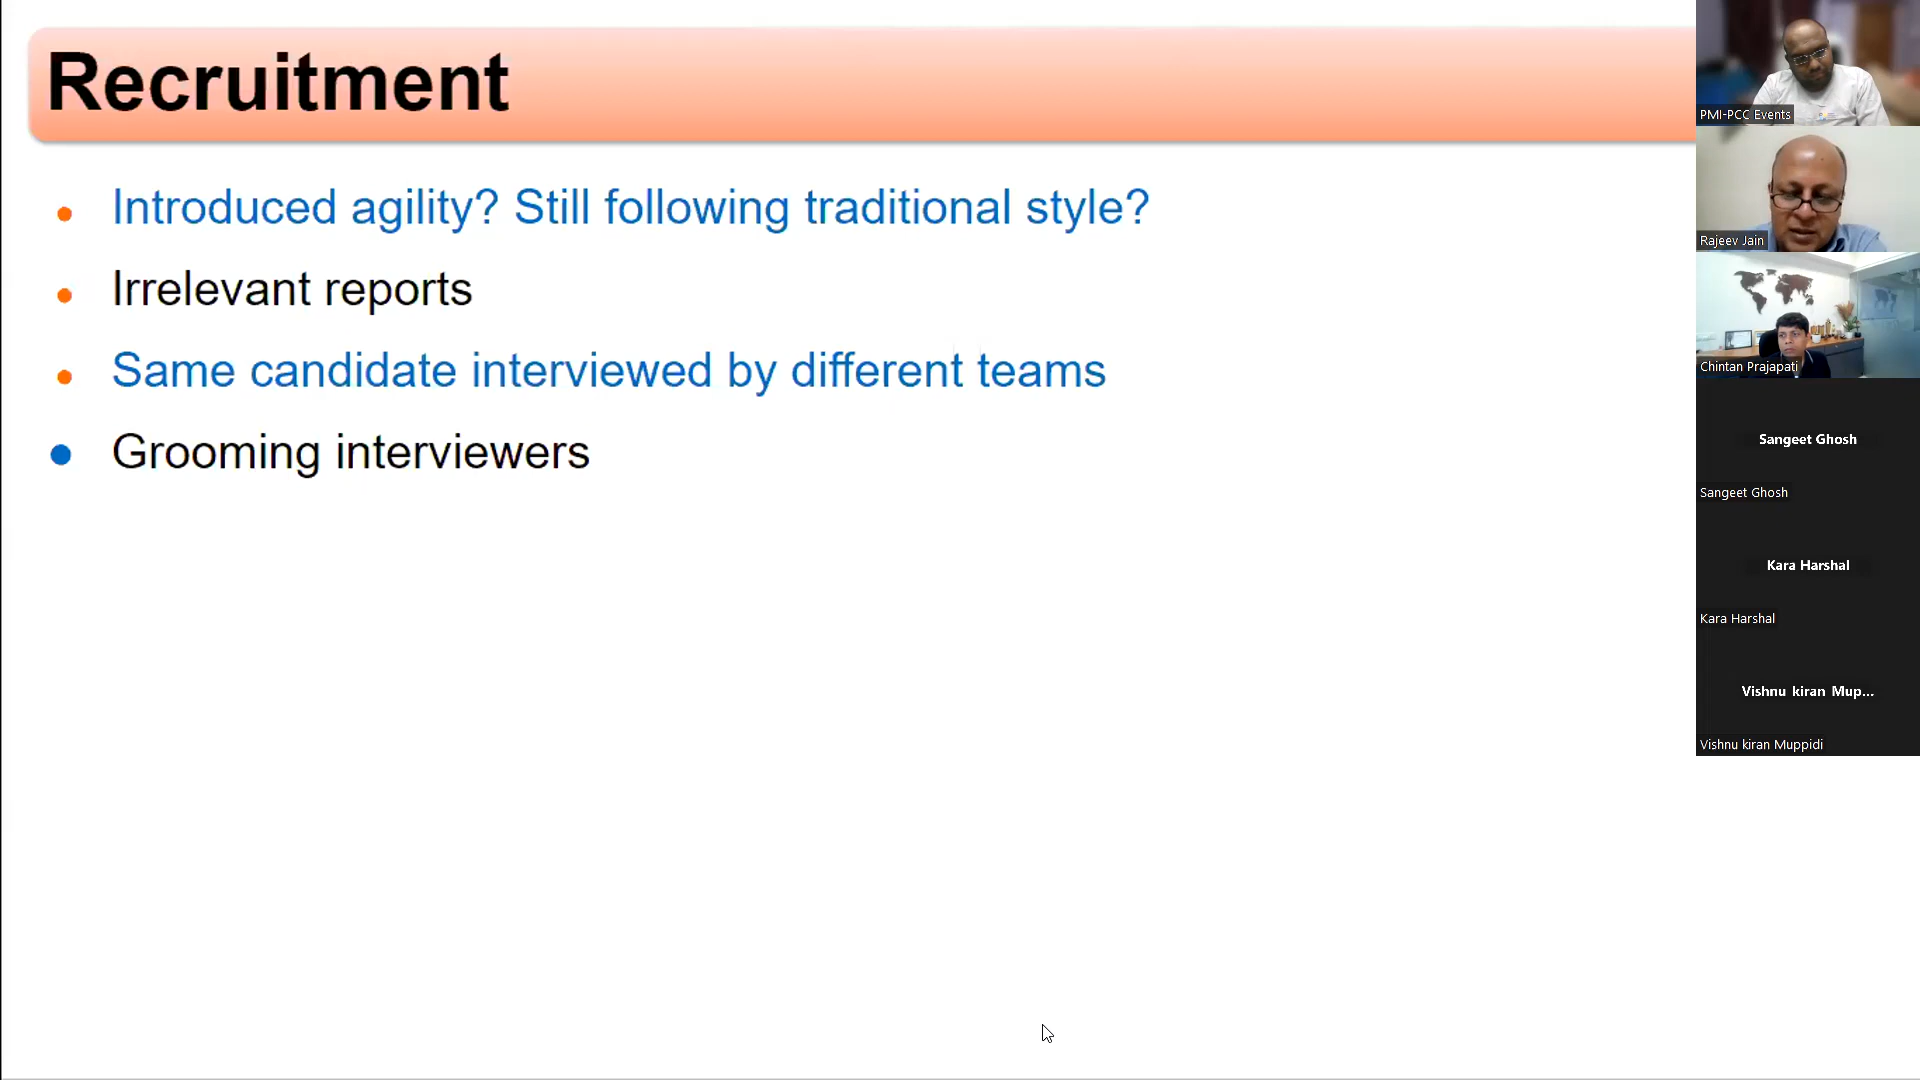 Recruitment
Introduced agility? Still following traditional style?
Irrelevant reports
Same candidate interviewed by different teams
Grooming interviewers
PMI-PCC Events
Rajeev Jain
Chintan Prajapati
Sangeet Ghosh
Sangeet Ghosh
Kara Harshal
Kara Harshal
Vishnu kiran Mup...
Vishnu kiran Muppidi